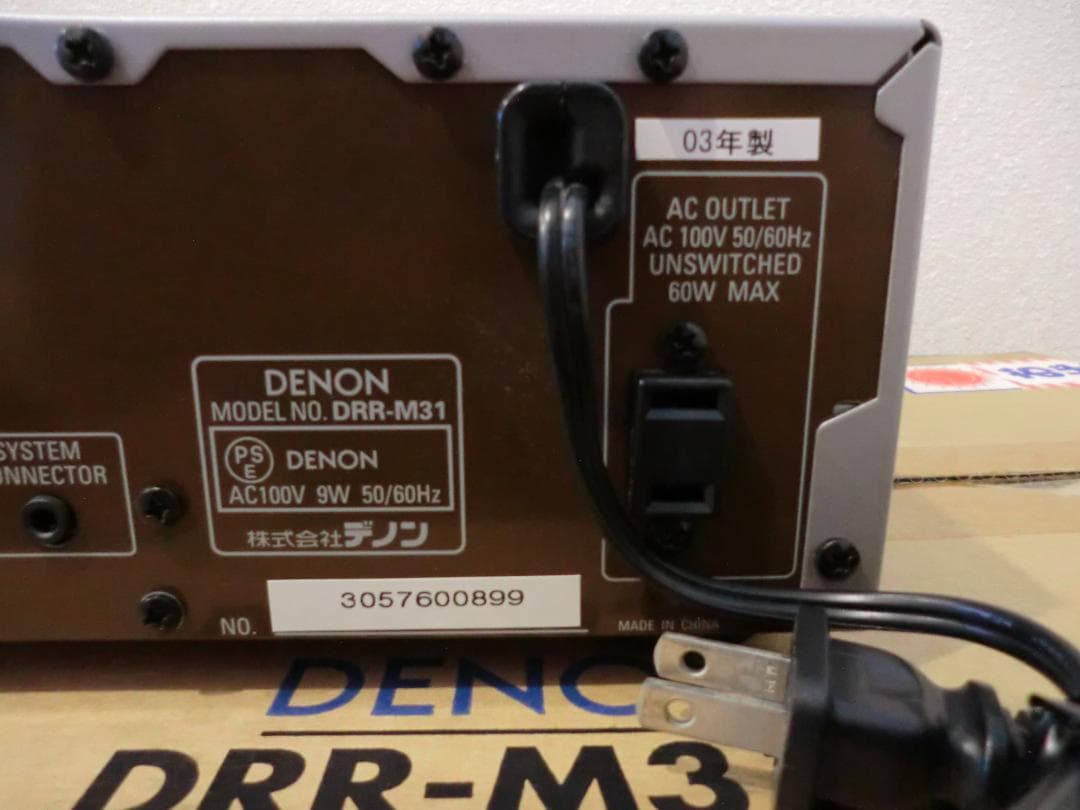 03年製
AC OUTLET
AC 100V 50/60Hz
UNSWITCHED
60W MAX
DENON
MODEL NO. DRR-M31
PSE DENON
AC100V 9W 50/60Hz
株式会社デノン
SYSTEM
ONNECTOR
NO. 3057600899
MADE IN CHINA
DENO
DRR-M3